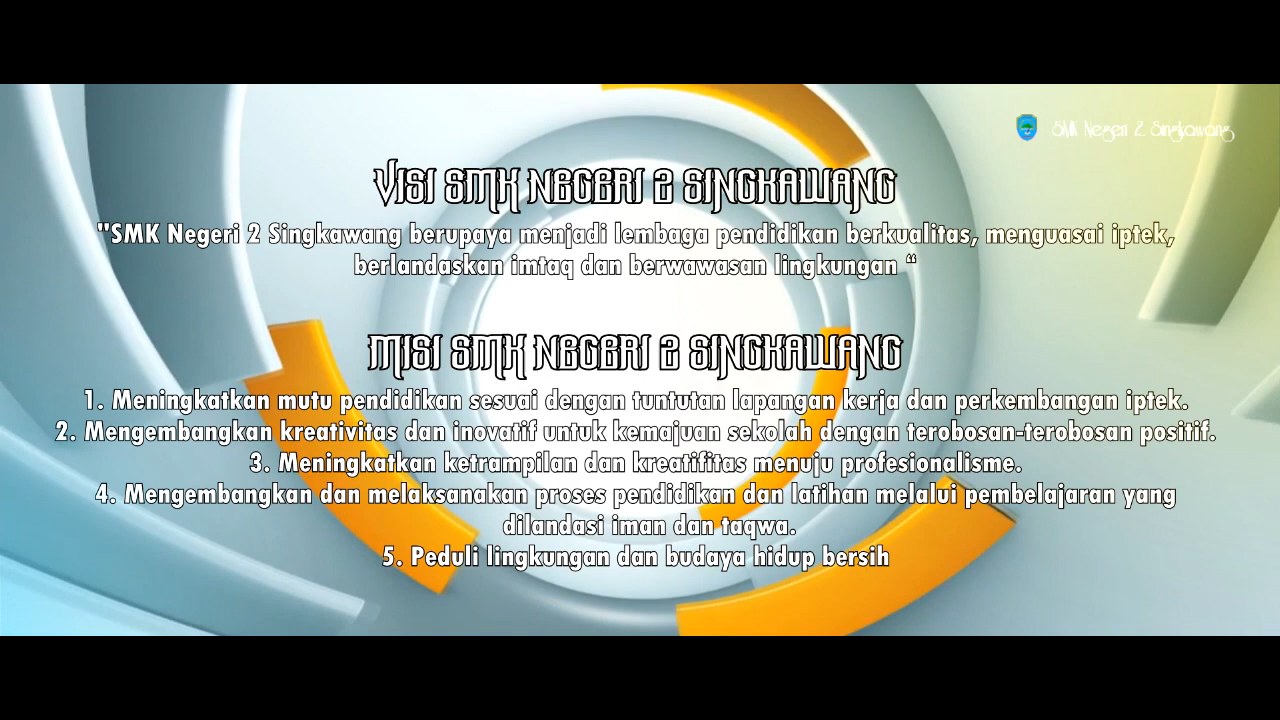 SMK Negeri 2 Singkawang
Visi SMK Negeri 2 Singkawang
"SMK Negeri 2 Singkawang berupaya menjadi lembaga pendidikan berkualitas, menguasai iptek,
berlandaskan imtaq dan berwawasan lingkungan “
Misi SMK Negeri 2 Singkawang
1. Meningkatkan mutu pendidikan sesuai dengan tuntutan lapangan kerja dan perkembangan iptek.
2. Mengembangkan kreativitas dan inovatif untuk kemajuan sekolah dengan terobosan-terobosan positif.
3. Meningkatkan ketrampilan dan kreatifitas menuju profesionalisme.
4. Mengembangkan dan melaksanakan proses pendidikan dan latihan melalui pembelajaran yang
dilandasi iman dan taqwa.
5. Peduli lingkungan dan budaya hidup bersih